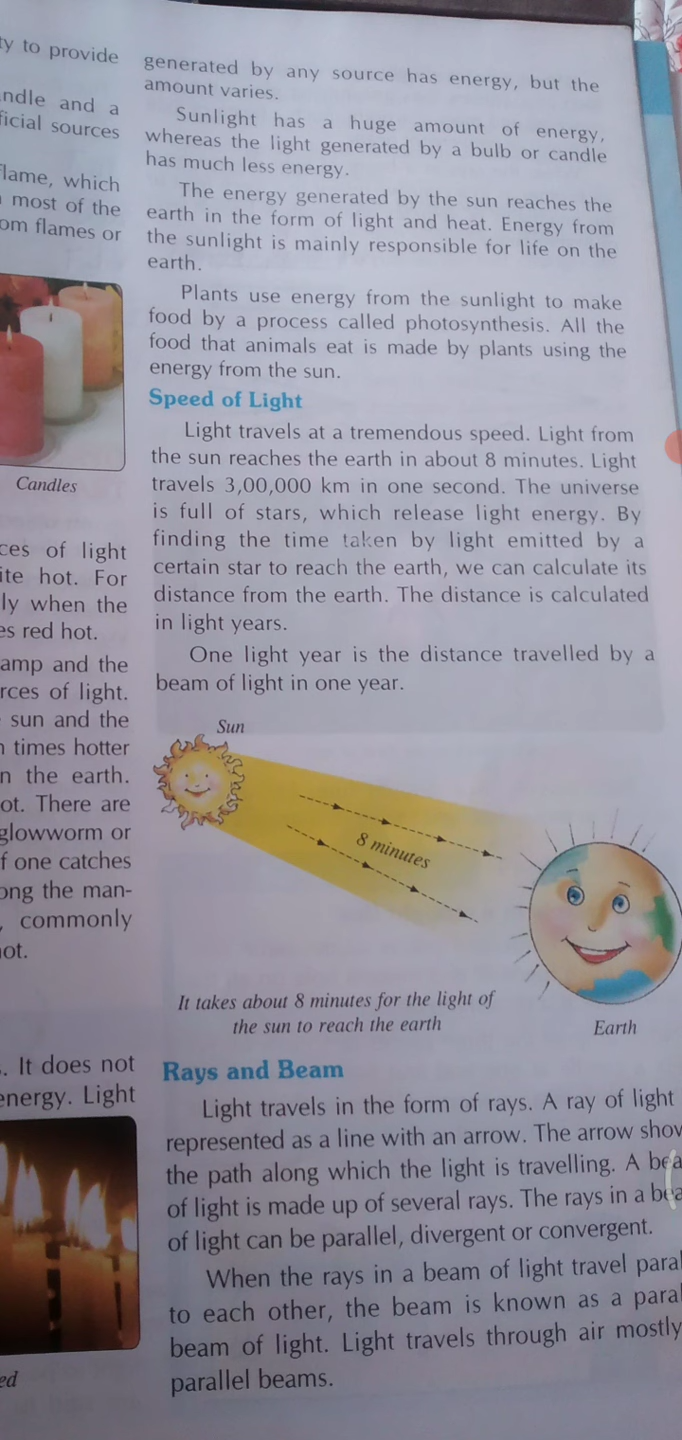 ty to provide
ndle and a
ficial sources
lame, which
most of the
om flames or
Candles
ces of light
ite hot. For
ly when the
es red hot.
amp and the
rces of light.
sun and the
n times hotter
n the earth.
ot. There are
glowworm or
f one catches
ong the man-
, commonly
ot.
. It does not
energy. Light
ed
generated by any source has energy, but the
amount varies.
Sunlight has a huge amount of energy,
whereas the light generated by a bulb or candle
has much less energy.
The energy generated by the sun reaches the
earth in the form of light and heat. Energy from
the sunlight is mainly responsible for life on the
earth.
Plants use energy from the sunlight to make
food by a process called photosynthesis. All the
food that animals eat is made by plants using the
energy from the sun.
Speed of Light
Light travels at a tremendous speed. Light from
the sun reaches the earth in about 8 minutes. Light
travels 3,00,000 km in one second. The universe
is full of stars, which release light energy. By
finding the time taken by light emitted by a
certain star to reach the earth, we can calculate its
distance from the earth. The distance is calculated
in light years.
One light year is the distance travelled by a
beam of light in one year.
Sun
8 minutes
It takes about 8 minutes for the light of
the sun to reach the earth
Earth
Rays and Beam
Light travels in the form of rays. A ray of light
represented as a line with an arrow. The arrow show
the path along which the light is travelling. A bea
of light is made up of several rays. The rays in a bea
of light can be parallel, divergent or convergent.
When the rays in a beam of light travel paral
to each other, the beam is known as a paral
beam of light. Light travels through air mostly
parallel beams.